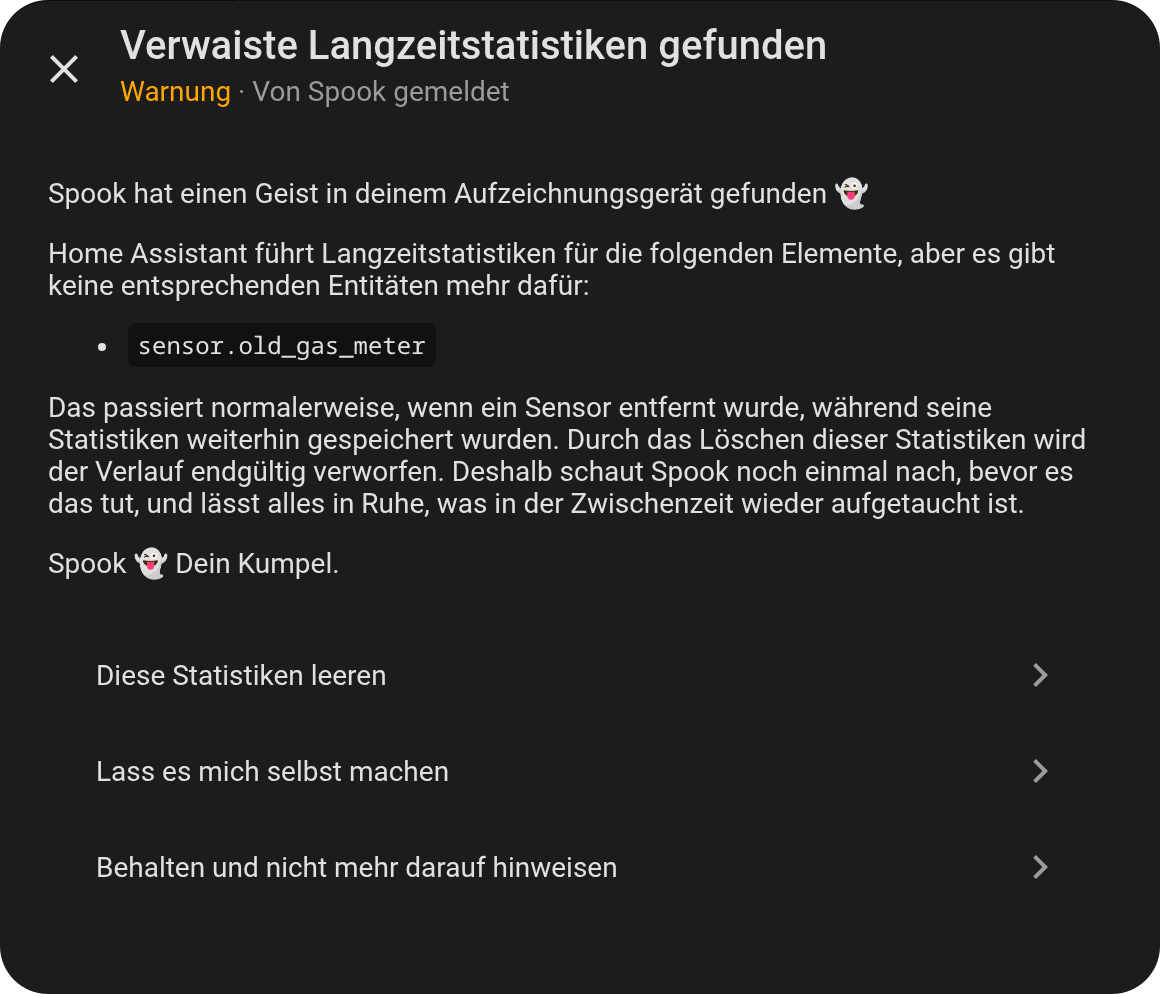 Verwaiste Langzeitstatistiken gefunden
Warnung · Von Spook gemeldet
Spook hat einen Geist in deinem Aufzeichnungsgerät gefunden 👻
Home Assistant führt Langzeitstatistiken für die folgenden Elemente, aber es gibt
keine entsprechenden Entitäten mehr dafür:
• sensor.old_gas_meter
Das passiert normalerweise, wenn ein Sensor entfernt wurde, während seine
Statistiken weiterhin gespeichert wurden. Durch das Löschen dieser Statistiken wird
der Verlauf endgültig verworfen. Deshalb schaut Spook noch einmal nach, bevor es
das tut, und lässt alles in Ruhe, was in der Zwischenzeit wieder aufgetaucht ist.
Spook 👻 Dein Kumpel.
Diese Statistiken leeren
Lass es mich selbst machen
Behalten und nicht mehr darauf hinweisen